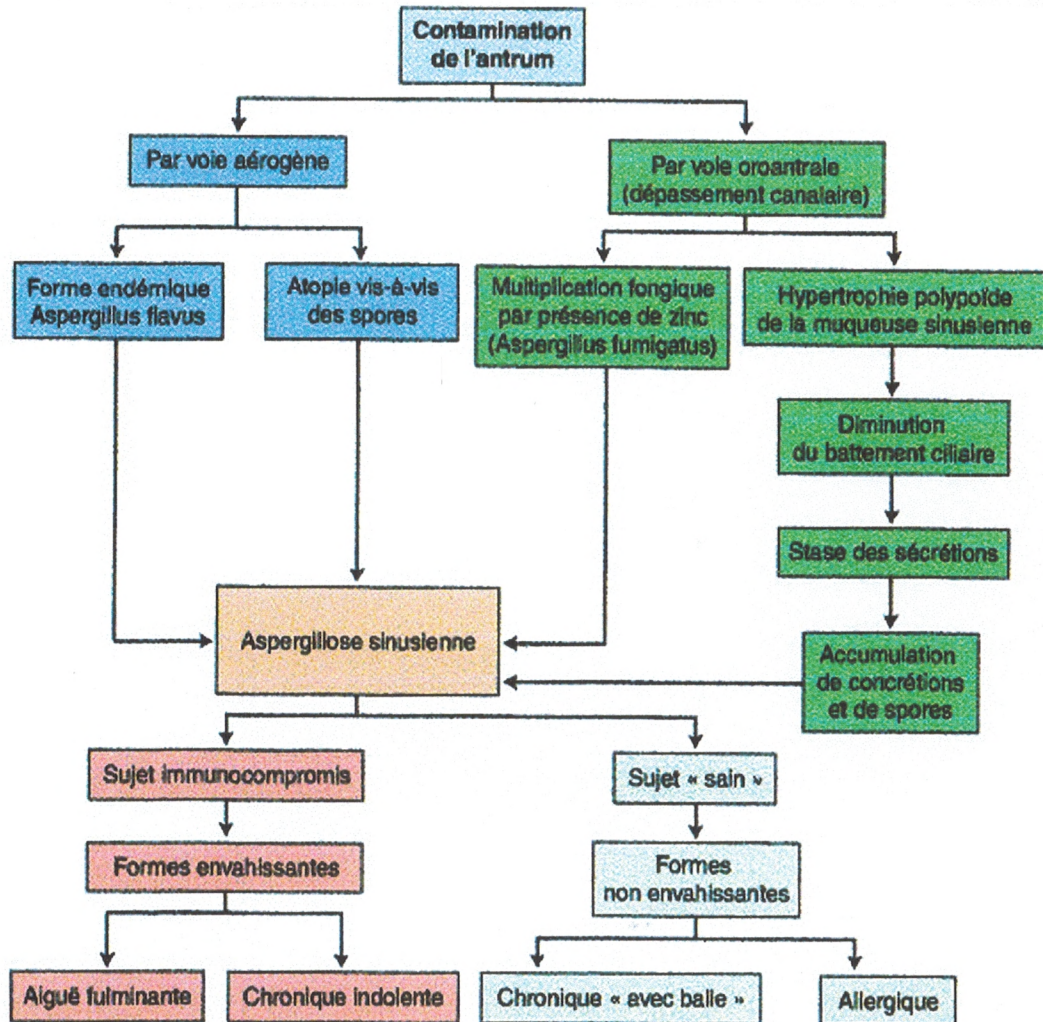 Contamination
de l'antrum
Par voie aérogène
Par voie oroantrale
(dépassement canalaire)
Forme endémique
Aspergillus flavus
Atopie vis-à-vis
des spores
Multiplication fongique
par présence de zinc
(Aspergillus fumigatus)
Hypertrophie polypoïde
de la muqueuse sinusienne
Diminution
du battement ciliaire
Stase des sécrétions
Aspergillose sinusienne
Accumulation
de concrétions
et de spores
Sujet immunocompromis
Sujet « sain »
Formes envahissantes
Formes
non envahissantes
Aiguë fulminante
Chronique indolente
Chronique « avec balle »
Allergique